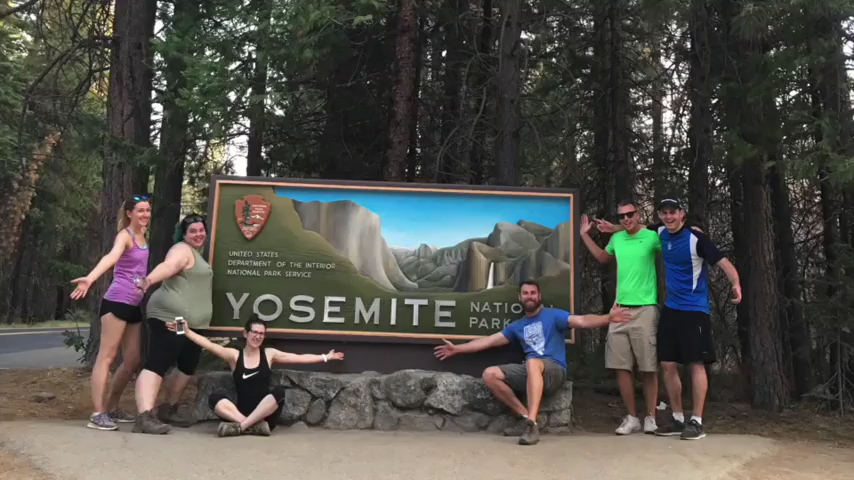 UNITED STATES
DEPARTMENT OF THE INTERIOR
NATIONAL PARK SERVICE
YOSEMITE
NATIONAL
PARK